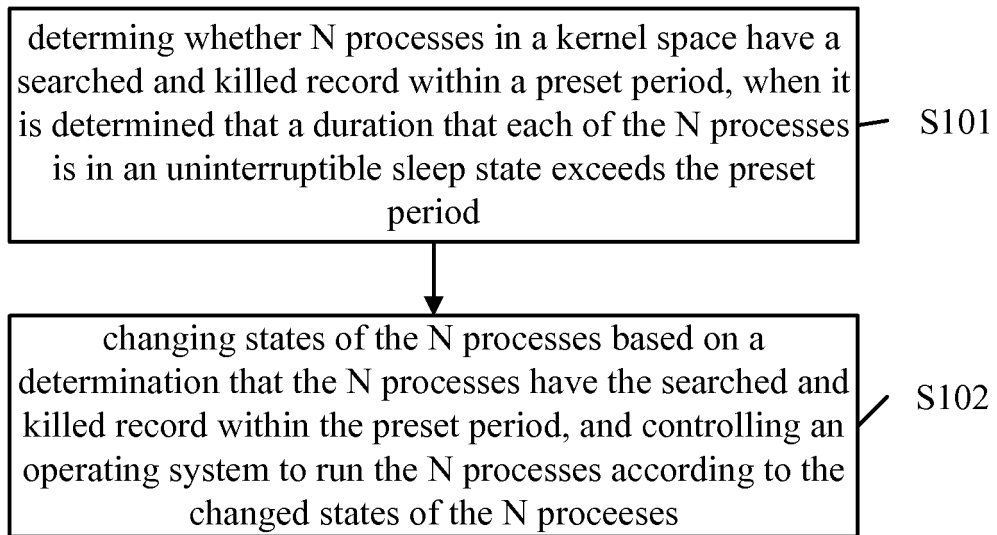 determing whether N processes in a kernel space have a
searched and killed record within a preset period, when it
is determined that a duration that each of the N processes
is in an uninterruptible sleep state exceeds the preset
period
S101
changing states of the N processes based on a
determination that the N processes have the searched and
killed record within the preset period, and controlling an
operating system to run the N processes according to the
changed states of the N proceeses
S102